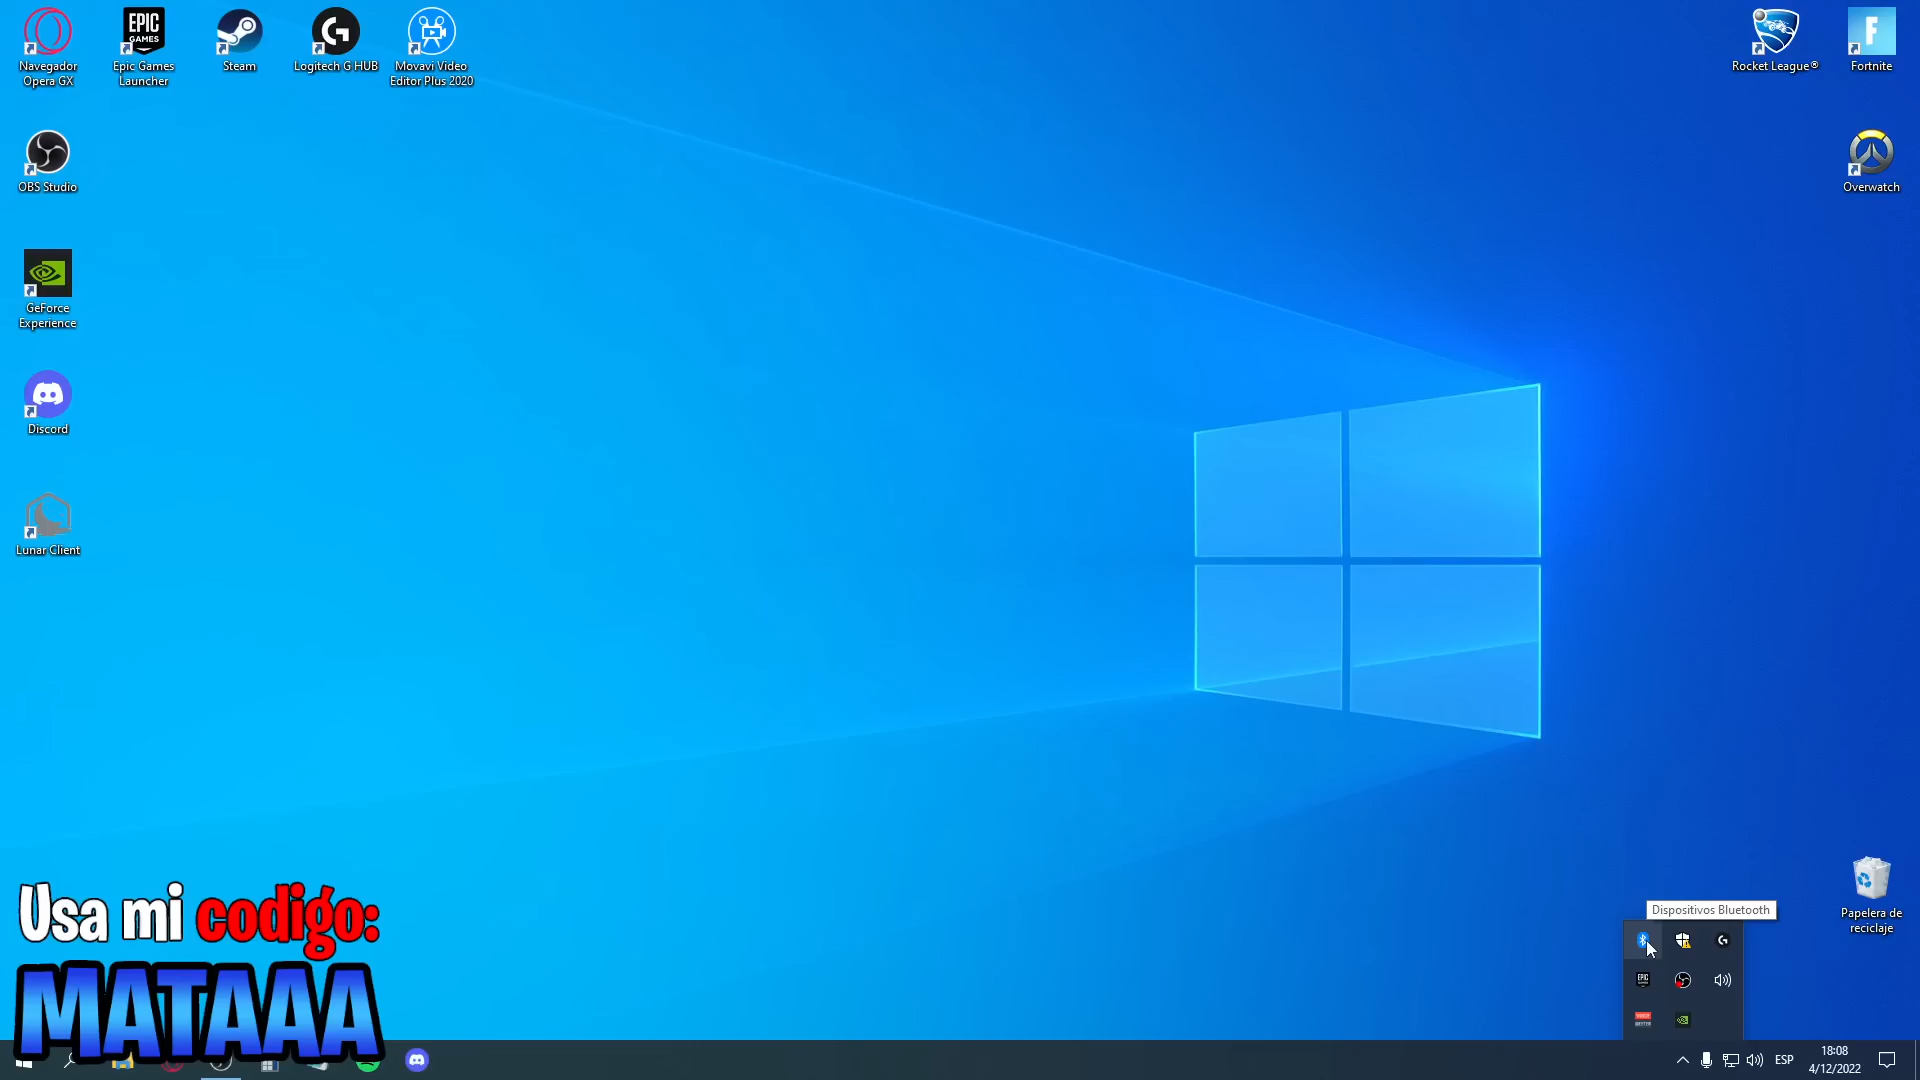 Navegador
Opera GX
EPIC
GAMES
Epic Games
Launcher
Steam
Logitech G HUB
Movavi Video
Editor Plus 2020
Rocket League®
F
Fortnite
OBS Studio
Overwatch
GeForce
Experience
Discord
Lunar Client
Papelera de
reciclaje
Dispositivos Bluetooth
EPIC
Usa mi codigo:
MATAAA
ESP
18:08
4/12/2022